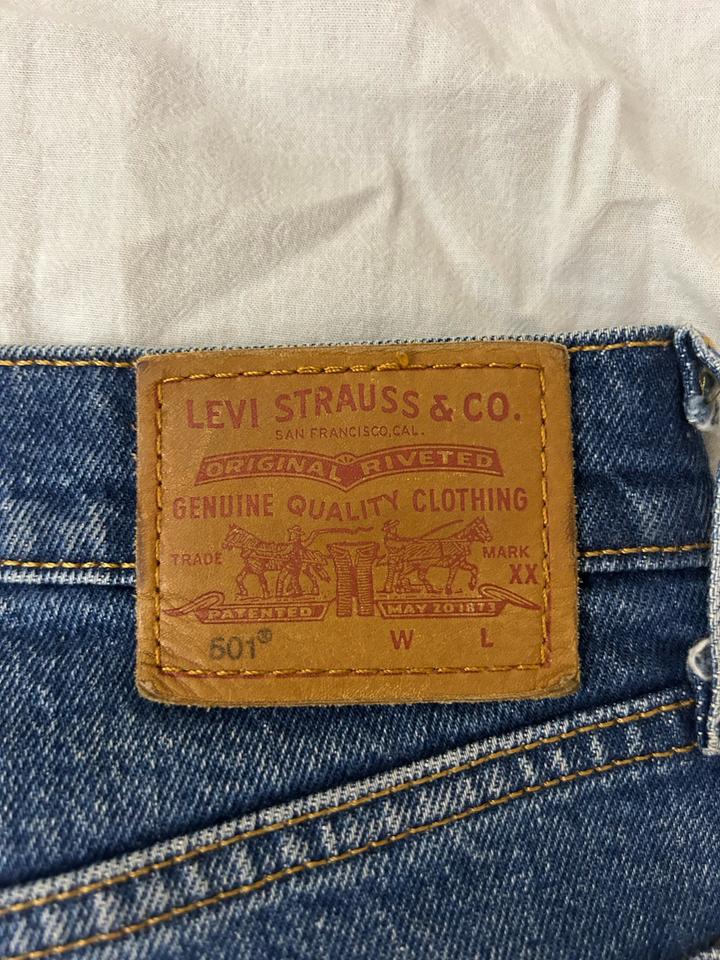 LEVI STRAUSS & CO.
SAN FRANCISCO, CAL.
ORIGINAL RIVETED
GENUINE QUALITY CLOTHING
TRADE MARK
XX
PATENTED MAY 20 1873
501® W L